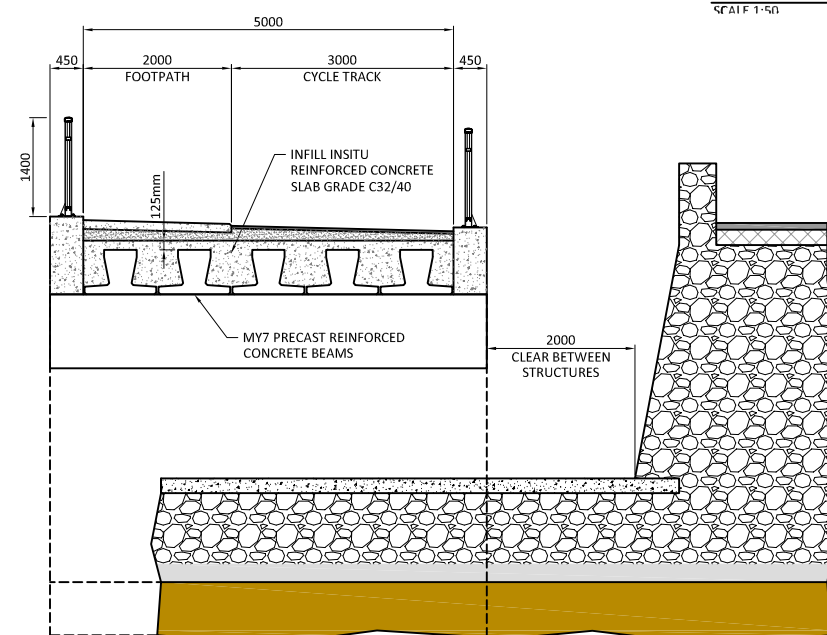 SCALE 1:50
5000
450
2000
FOOTPATH
3000
CYCLE TRACK
450
1400
125mm
INFILL INSITU
REINFORCED CONCRETE
SLAB GRADE C32/40
MY7 PRECAST REINFORCED
CONCRETE BEAMS
2000
CLEAR BETWEEN
STRUCTURES